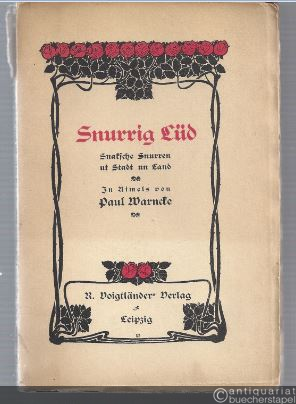 Snurrig Lüd
Snaksche Snurren
ut Stadt un Land
In Rimels von
Paul Warncke
R. Voigtländer's Verlag
Leipzig
antiquariat
buecherstapel